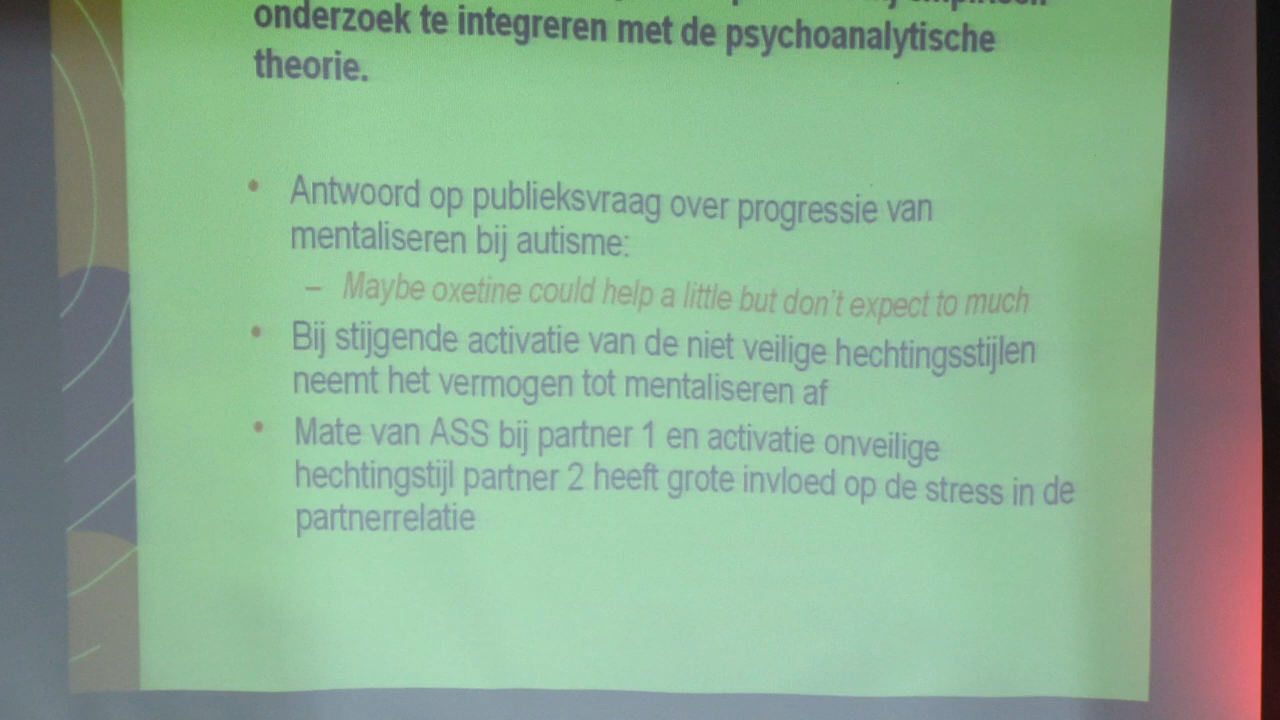 onderzoek te integreren met de psychoanalytische
theorie.
• Antwoord op publieksvraag over progressie van
mentaliseren bij autisme:
– Maybe oxetine could help a little but don't expect to much
• Bij stijgende activatie van de niet veilige hechtingsstijlen
neemt het vermogen tot mentaliseren af
• Mate van ASS bij partner 1 en activatie onveilige
hechtingstijl partner 2 heeft grote invloed op de stress in de
partnerrelatie